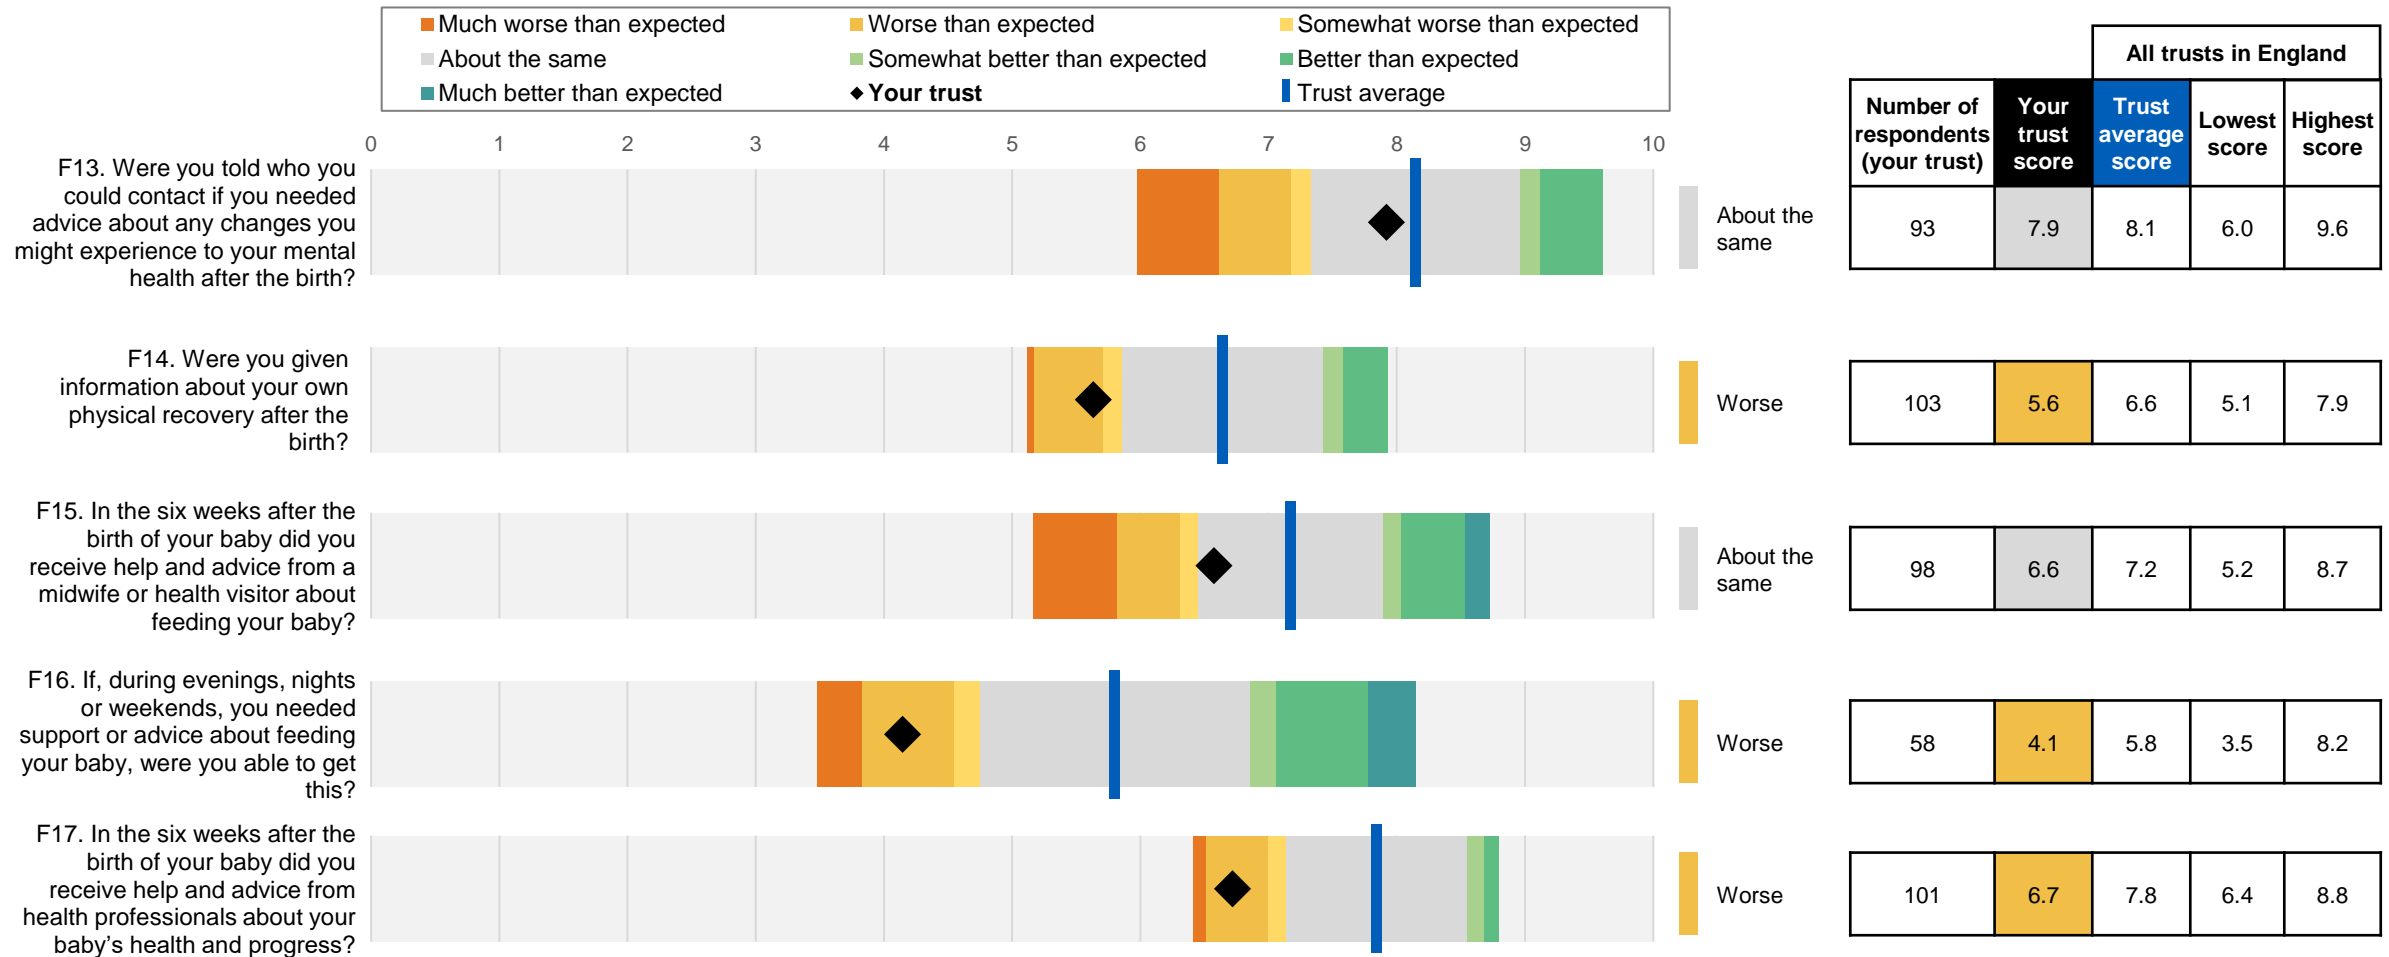 Much worse than expected
Worse than expected
Somewhat worse than expected
About the same
Somewhat better than expected
Better than expected
Much better than expected
Your trust
Trust average
All trusts in England
Number of
respondents
(your trust)
Your
trust
score
Trust
average
score
Lowest
score
Highest
score
0 1 2 3 4 5 6 7 8 9 10
F13. Were you told who you
could contact if you needed
advice about any changes you
might experience to your mental
health after the birth?
About the
same
93 7.9 8.1 6.0 9.6
F14. Were you given
information about your own
physical recovery after the
birth?
Worse
103 5.6 6.6 5.1 7.9
F15. In the six weeks after the
birth of your baby did you
receive help and advice from a
midwife or health visitor about
feeding your baby?
About the
same
98 6.6 7.2 5.2 8.7
F16. If, during evenings, nights
or weekends, you needed
support or advice about feeding
your baby, were you able to get
this?
Worse
58 4.1 5.8 3.5 8.2
F17. In the six weeks after the
birth of your baby did you
receive help and advice from
health professionals about your
baby’s health and progress?
Worse
101 6.7 7.8 6.4 8.8